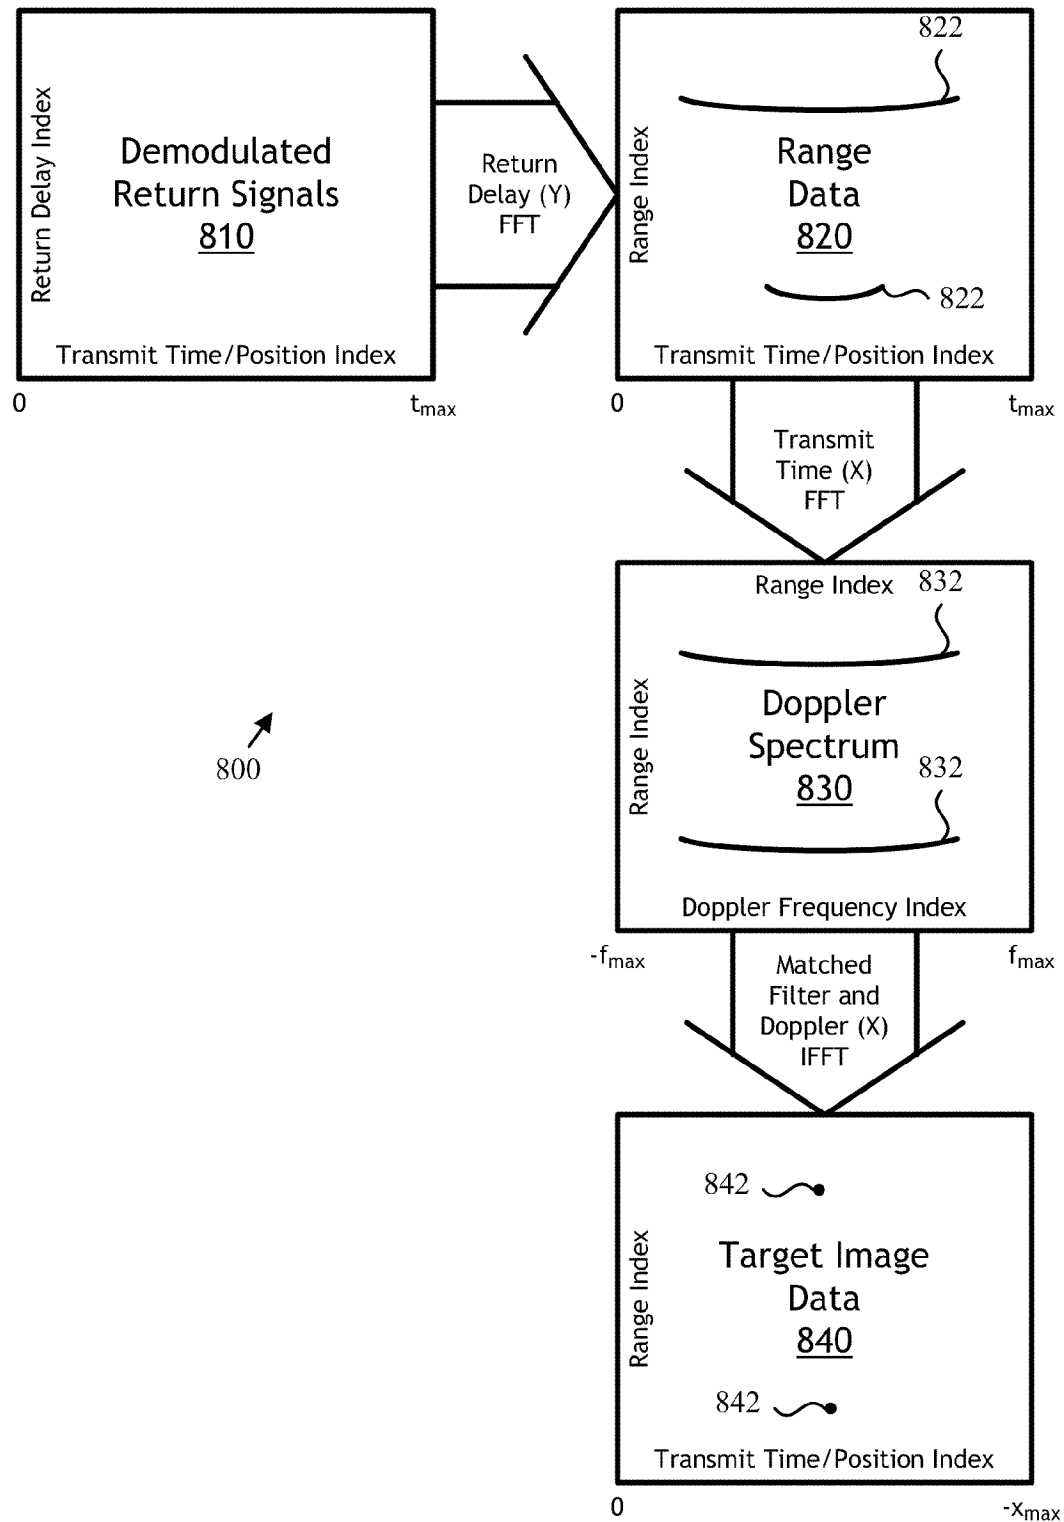 Return Delay Index
Demodulated
Return Signals
810
Transmit Time/Position Index
0
tmax
Return
Delay (Y)
FFT
822
Range Index
Range
Data
820
822
Transmit Time/Position Index
0
tmax
Transmit
Time (X)
FFT
Range Index
832
Range Index
Doppler
Spectrum
830
832
Doppler Frequency Index
-fmax
fmax
800
Matched
Filter and
Doppler (X)
IFFT
842
Range Index
Target Image
Data
840
842
Transmit Time/Position Index
0
-xmax